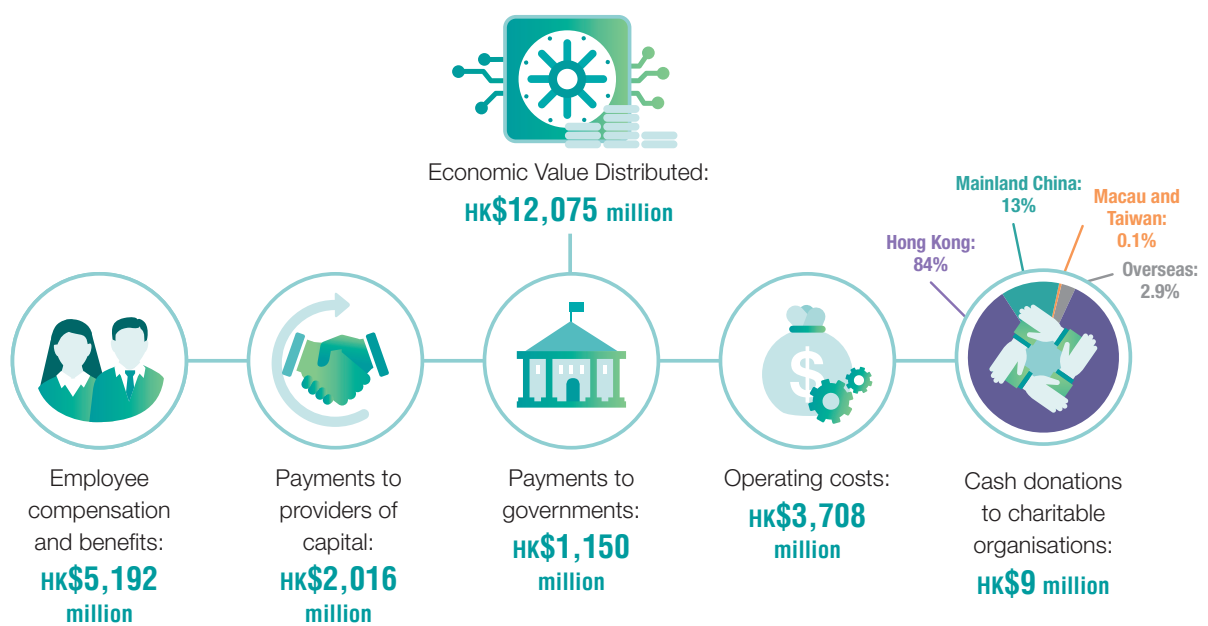 Economic Value Distributed:
HK$12,075 million
Mainland China:
13%
Macau and
Taiwan:
0.1%
Hong Kong:
84%
Overseas:
2.9%
$
Employee
compensation
and benefits:
HK$5,192
million
Payments to
providers of
capital:
HK$2,016
million
Payments to
governments:
HK$1,150
million
Operating costs:
HK$3,708
million
Cash donations
to charitable
organisations:
HK$9 million